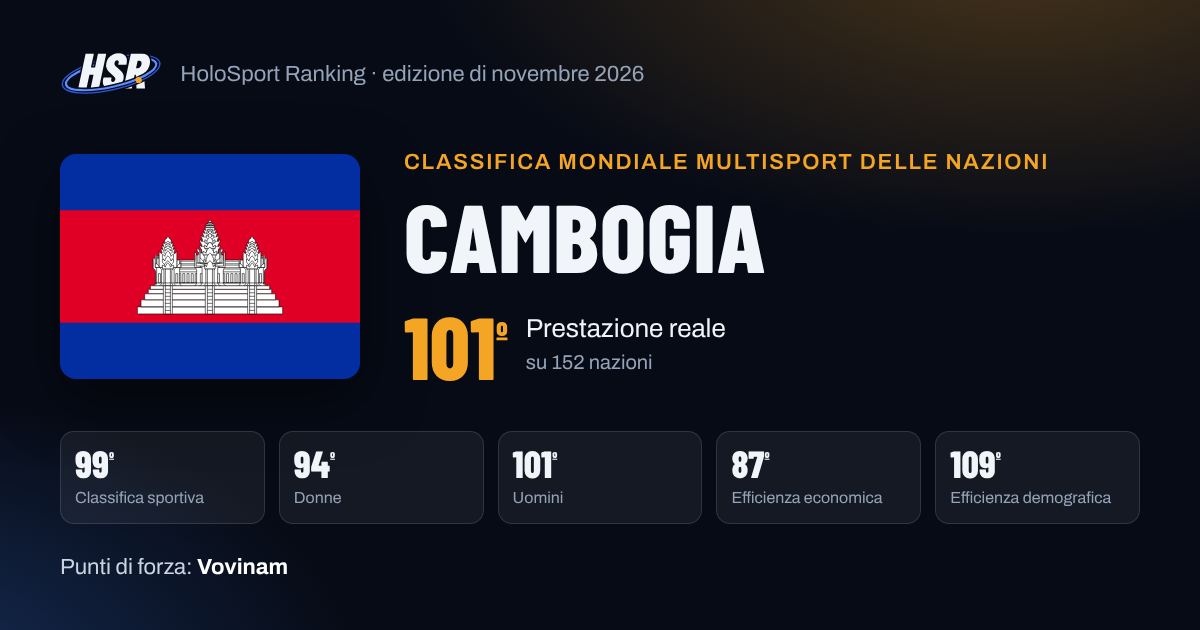 HSR
HoloSport Ranking · edizione di novembre 2026
CLASSIFICA MONDIALE MULTISPORT DELLE NAZIONI
CAMBOGIA
101º
Prestazione reale
su 152 nazioni
99º
Classifica sportiva
94º
Donne
101º
Uomini
87º
Efficienza economica
109º
Efficienza demografica
Punti di forza: Vovinam